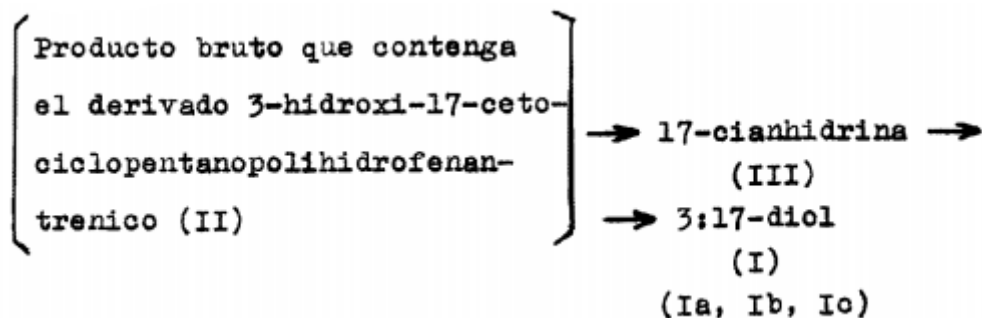 Producto bruto que contenga
el derivado 3-hidroxi-17-ceto-
ciclopentanopolihidrofenan-
trenico (II)
→ 17-cianhidrina →
(III)
→ 3:17-diol
(I)
(Ia, Ib, Ic)